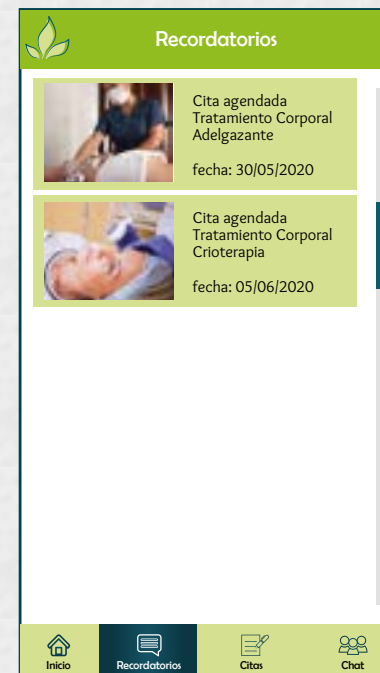 Recordatorios
Cita agendada
Tratamiento Corporal
Adelgazante
fecha: 30/05/2020
Cita agendada
Tratamiento Corporal
Crioterapia
fecha: 05/06/2020
Inicio
Recordatorios
Citas
Chat